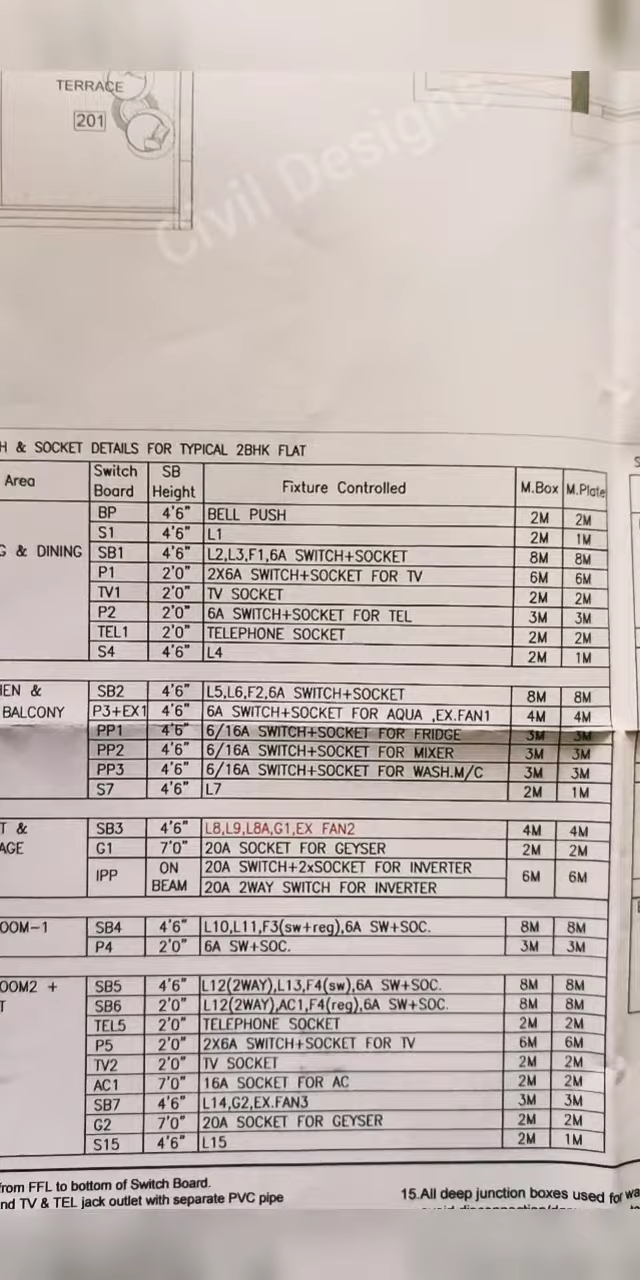 TERRACE
201
Civil Designs
H & SOCKET DETAILS FOR TYPICAL 2BHK FLAT
Area Switch Board SB Height Fixture Controlled M.Box M.Plate
BP 4'6" BELL PUSH 2M 2M
S1 4'6" L1 2M 1M
G & DINING SB1 4'6" L2,L3,F1,6A SWITCH+SOCKET 8M 8M
P1 2'0" 2X6A SWITCH+SOCKET FOR TV 6M 6M
TV1 2'0" TV SOCKET 2M 2M
P2 2'0" 6A SWITCH+SOCKET FOR TEL 3M 3M
TEL1 2'0" TELEPHONE SOCKET 2M 2M
S4 4'6" L4 2M 1M
EN & SB2 4'6" L5,L6,F2,6A SWITCH+SOCKET 8M 8M
BALCONY P3+EX1 4'6" 6A SWITCH+SOCKET FOR AQUA ,EX.FAN1 4M 4M
PP1 4'6" 6/16A SWITCH+SOCKET FOR FRIDGE 3M 3M
PP2 4'6" 6/16A SWITCH+SOCKET FOR MIXER 3M 3M
PP3 4'6" 6/16A SWITCH+SOCKET FOR WASH.M/C 3M 3M
S7 4'6" L7 2M 1M
T & SB3 4'6" L8,L9,L8A,G1,EX FAN2 4M 4M
AGE G1 7'0" 20A SOCKET FOR GEYSER 2M 2M
IPP ON BEAM 20A SWITCH+2xSOCKET FOR INVERTER 6M 6M
20A 2WAY SWITCH FOR INVERTER
OOM-1 SB4 4'6" L10,L11,F3(sw+reg),6A SW+SOC. 8M 8M
P4 2'0" 6A SW+SOC. 3M 3M
OOM2 + SB5 4'6" L12(2WAY),L13,F4(sw),6A SW+SOC. 8M 8M
T SB6 2'0" L12(2WAY),AC1,F4(reg),6A SW+SOC. 8M 8M
TEL5 2'0" TELEPHONE SOCKET 2M 2M
P5 2'0" 2X6A SWITCH+SOCKET FOR TV 6M 6M
TV2 2'0" TV SOCKET 2M 2M
AC1 7'0" 16A SOCKET FOR AC 2M 2M
SB7 4'6" L14,G2,EX.FAN3 3M 3M
G2 7'0" 20A SOCKET FOR GEYSER 2M 2M
S15 4'6" L15 2M 1M
from FFL to bottom of Switch Board.
nd TV & TEL jack outlet with separate PVC pipe
15.All deep junction boxes used for wa